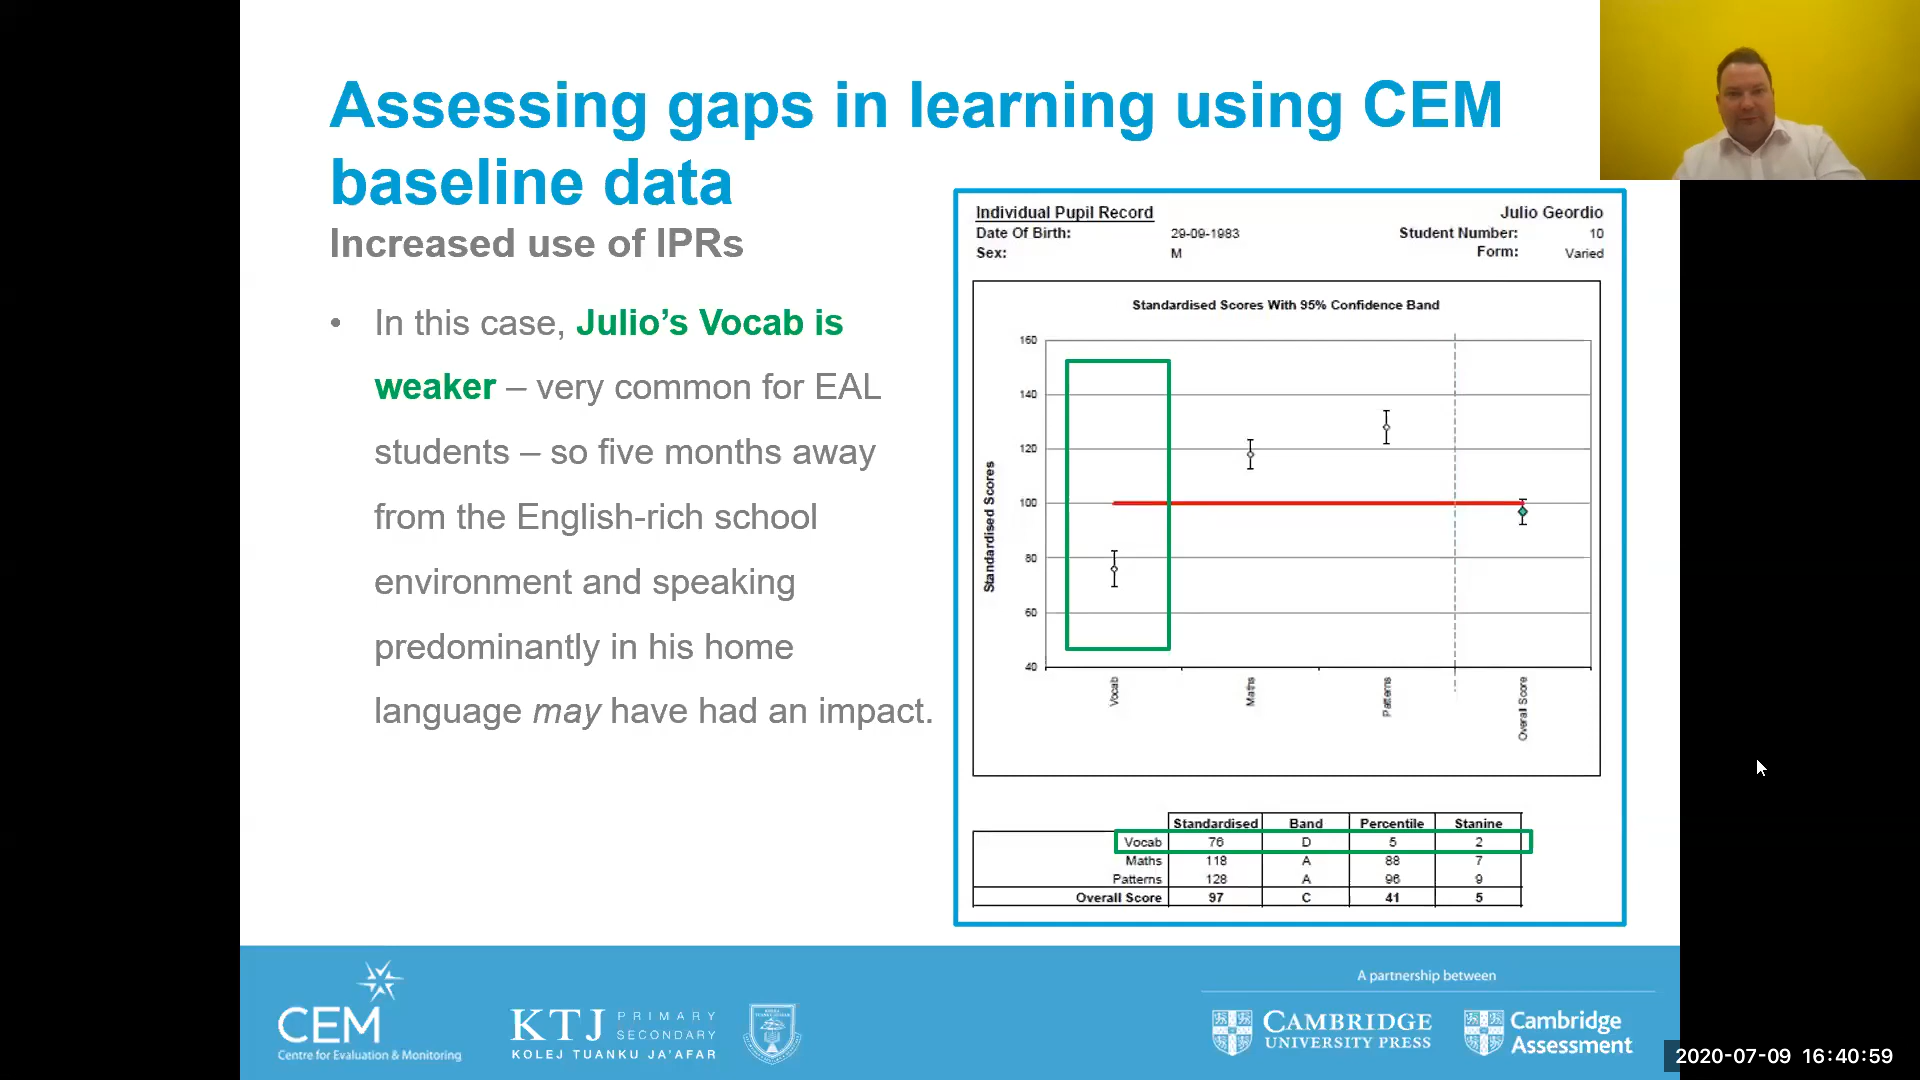 Assessing gaps in learning using CEM
baseline data
Increased use of IPRs
• In this case, Julio’s Vocab is
weaker – very common for EAL
students – so five months away
from the English-rich school
environment and speaking
predominantly in his home
language may have had an impact.
Individual Pupil Record Julio Geordio
Date Of Birth: 29-09-1983 Student Number: 10
Sex: M Form: Varied
Standardised Scores With 95% Confidence Band
Standardised Scores
160
140
120
100
80
60
40
Vocab Maths Patterns Overall Score
Standardised Band Percentile Stanine
Vocab 76 D 5 2
Maths 118 A 88 7
Patterns 128 A 96 9
Overall Score 97 C 41 5
CEM
Centre for Evaluation & Monitoring
KTJ PRIMARY
SECONDARY
KOLEJ TUANKU JA'AFAR
A partnership between
CAMBRIDGE
UNIVERSITY PRESS
Cambridge
Assessment
2020-07-09 16:40:59